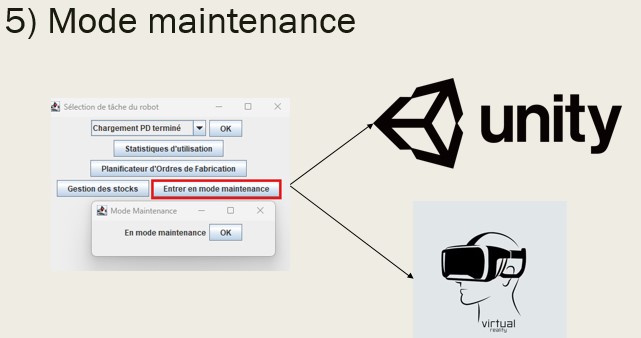 5) Mode maintenance
Sélection de tâche du robot
Chargement PD terminé OK
Statistiques d'utilisation
Planificateur d'Ordres de Fabrication
Gestion des stocks Entrer en mode maintenance
Mode Maintenance
En mode maintenance OK
unity
virtual
reality